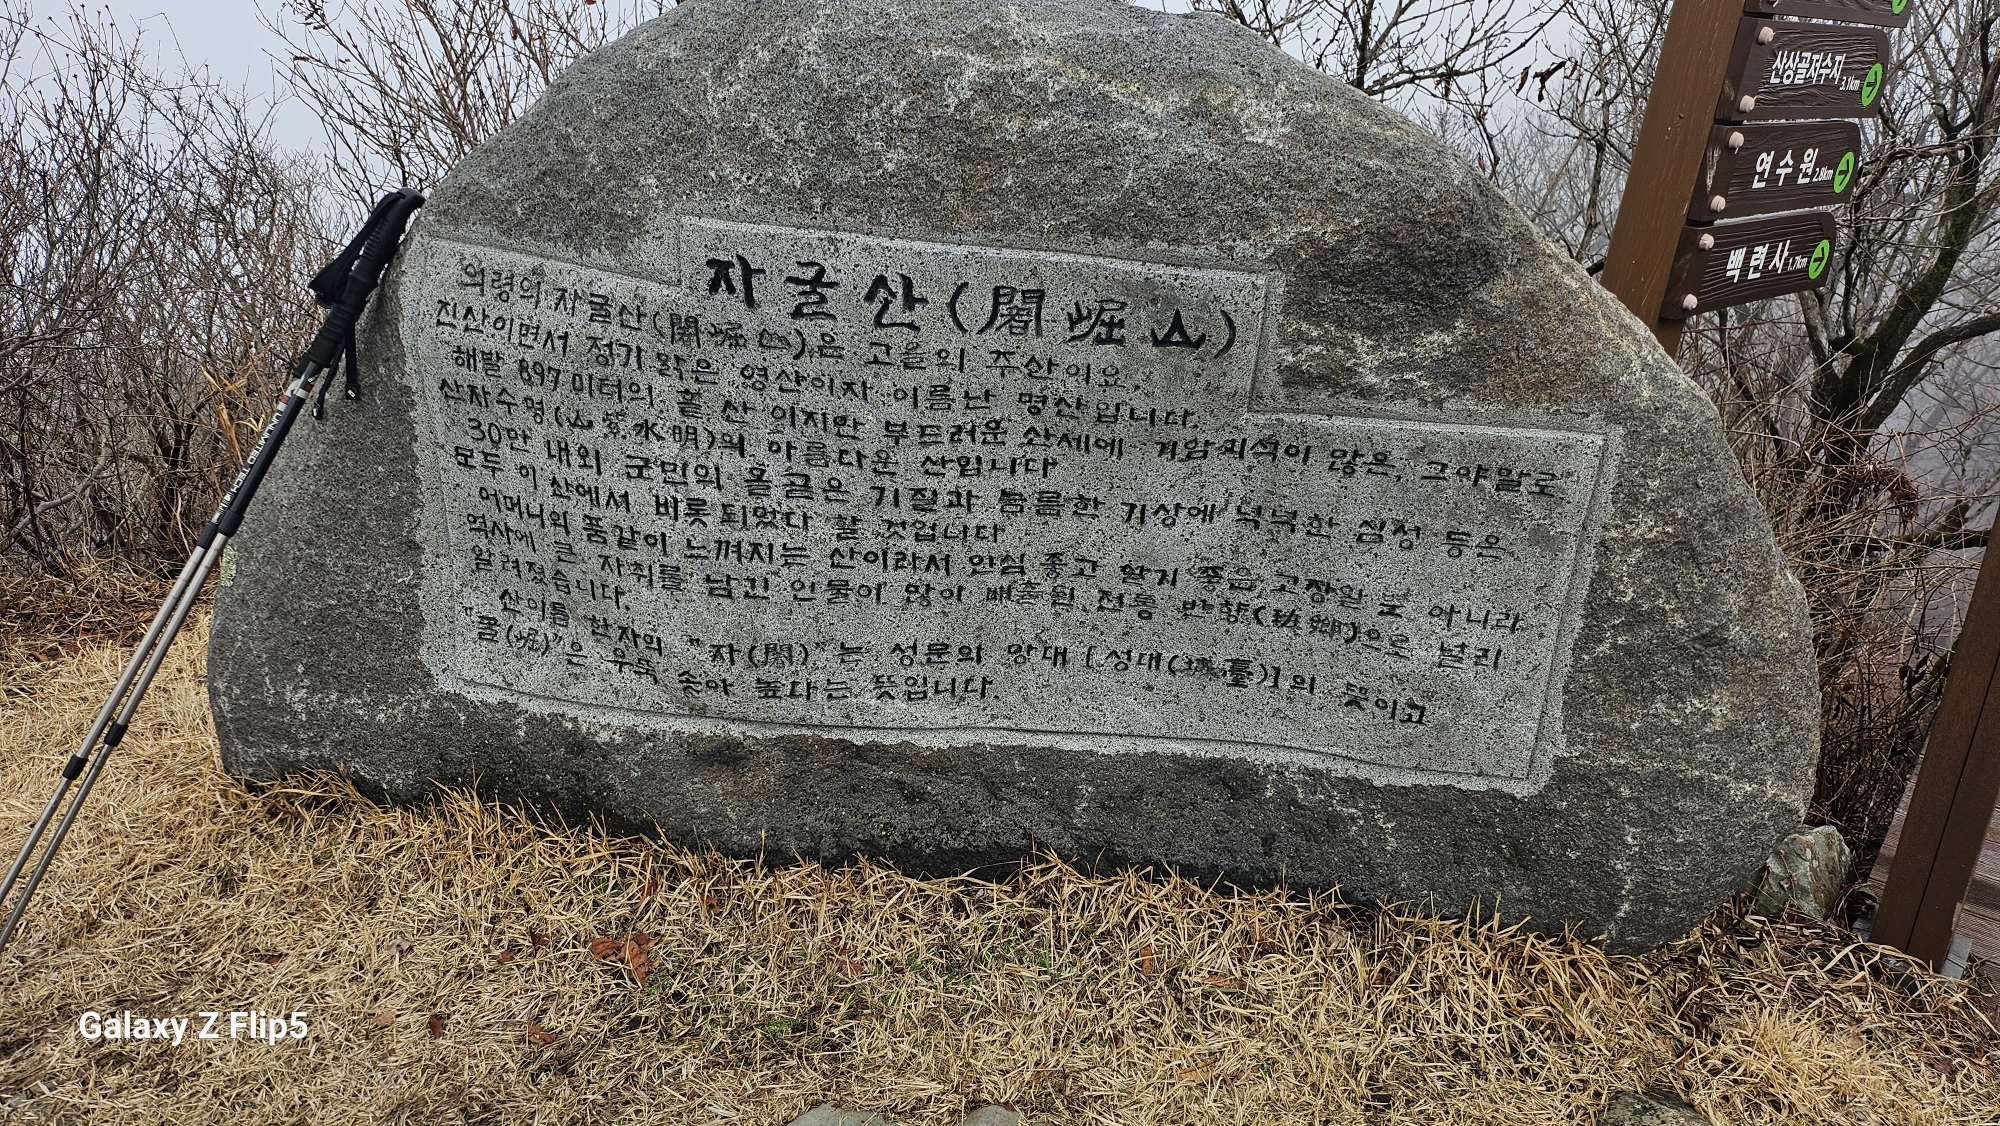 자굴산(闍崛山)
의령의 자굴산(闍崛山)은 고을의 주산이요,
진산이면서 정기 맑은 영산이자 이름난 명산입니다.
해발 897미터의 홑 산 이지만 부드러운 산세에 거암괴석이 많은, 그야말로
산자수명(山紫水明)의 아름다운 산입니다
30만 내외 군민의 올곧은 기질과 늠름한 기상에 넉넉한 심성 등은
모두 이 산에서 비롯되었다 할 것입니다
어머니의 품같이 느껴지는 산이라서 인심 좋고 살기 좋은 고장일 뿐 아니라
역사에 큰 자취를 남긴 인물이 많이 배출된 전통 반향( 鄕)으로 널리
알려졌습니다.
산이름 한자의 "자(闍)"는 성문의 망대 [성대(城臺)]의 뜻이고
"굴(崛)"은 우뚝 솟아 높다는 뜻입니다.
산상골저수지 3.1km
연수원 2.8km
백련사 1.7km
UNLIMITED TECH
Galaxy Z Flip5